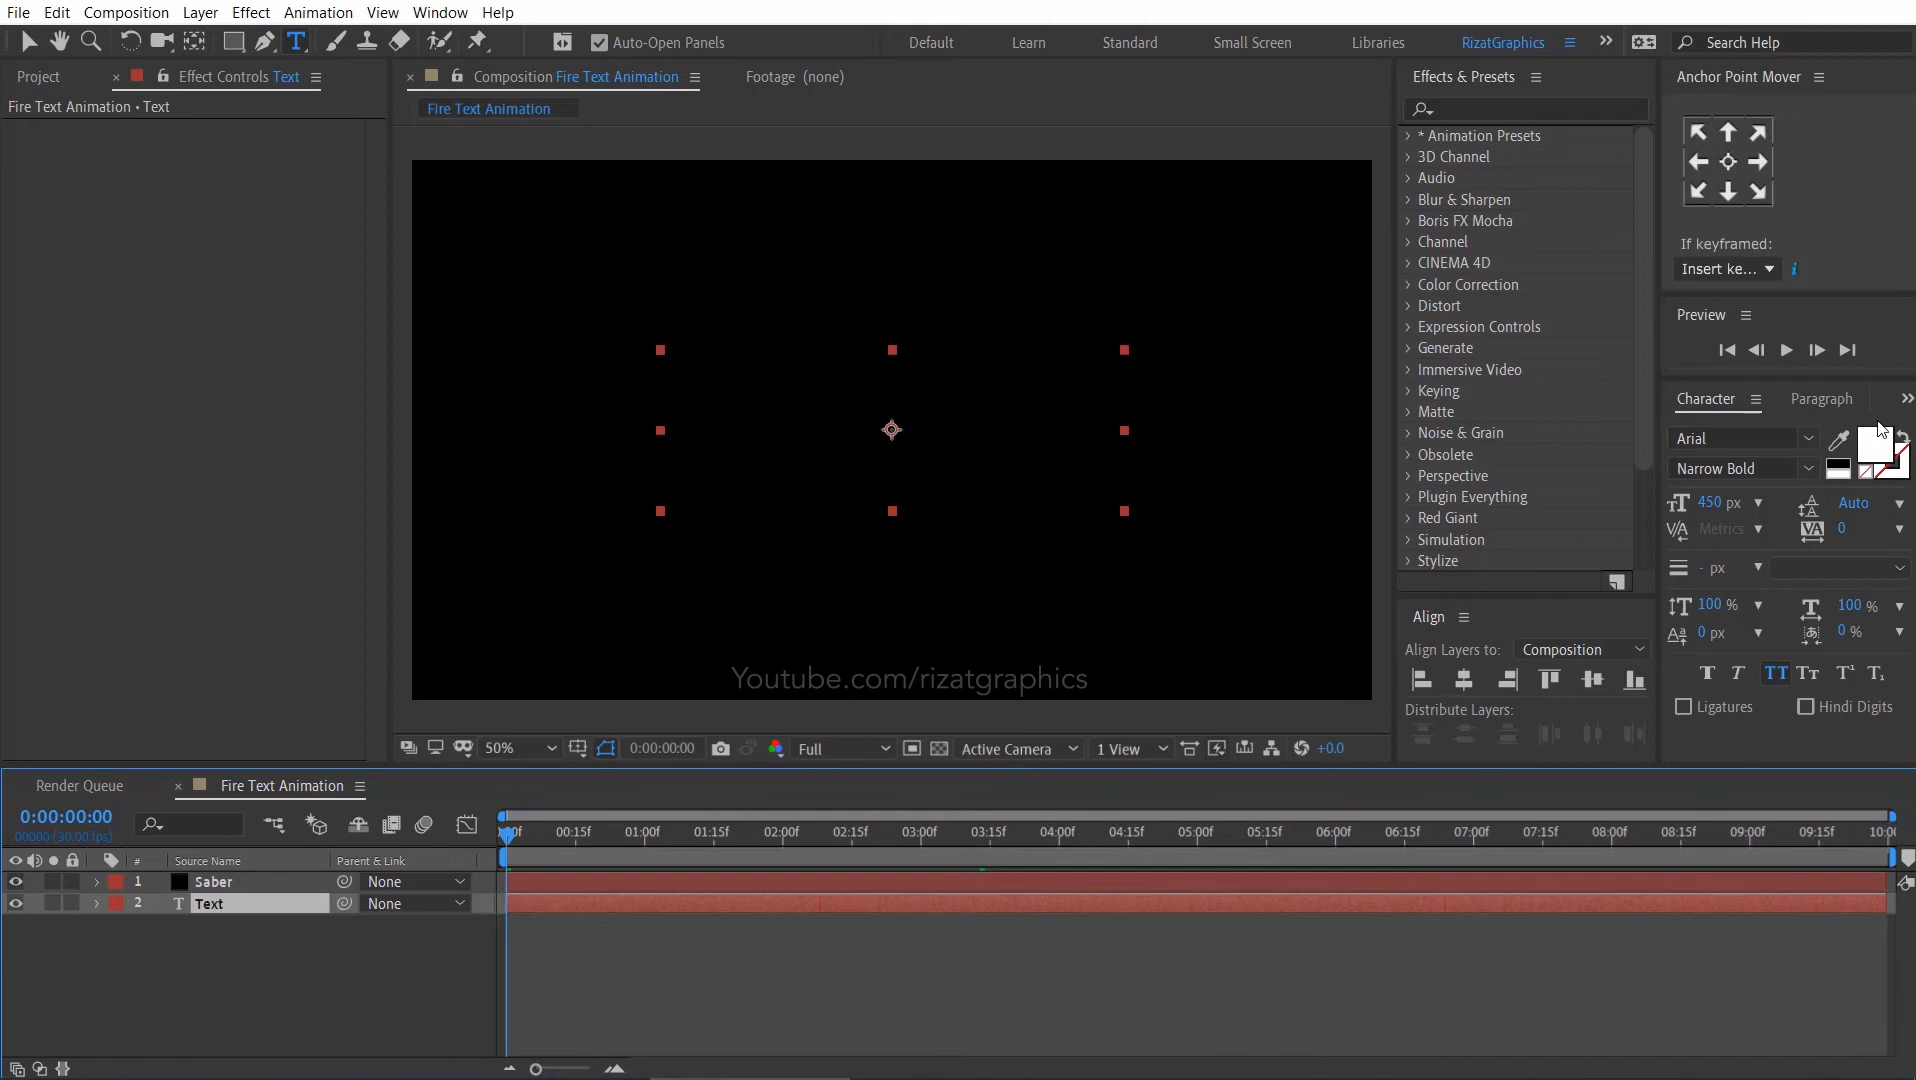 File Edit Composition Layer Effect Animation View Window Help
Auto-Open Panels Default Learn Standard Small Screen Libraries RizatGraphics Search Help
Project Effect Controls Text
Fire Text Animation • Text
Composition Fire Text Animation Footage (none)
Fire Text Animation
Youtube.com/rizatgraphics
50% 0:00:00:00 Full Active Camera 1 View +0.0
Effects & Presets
* Animation Presets
3D Channel
Audio
Blur & Sharpen
Boris FX Mocha
Channel
CINEMA 4D
Color Correction
Distort
Expression Controls
Generate
Immersive Video
Keying
Matte
Noise & Grain
Obsolete
Perspective
Plugin Everything
Red Giant
Simulation
Stylize
Align
Align Layers to: Composition
Distribute Layers:
Anchor Point Mover
If keyframed:
Insert ke...
Preview
Character Paragraph
Arial
Narrow Bold
450 px Auto
Metrics 0
- px
100 % 100 %
0 px 0 %
Ligatures Hindi Digits
Render Queue Fire Text Animation
0:00:00:00
00000 (30.00 fps)
00:15f 01:00f 01:15f 02:00f 02:15f 03:00f 03:15f 04:00f 04:15f 05:00f 05:15f 06:00f 06:15f 07:00f 07:15f 08:00f 08:15f 09:00f 09:15f 10:00
# Source Name Parent & Link
1 Saber None
2 Text None